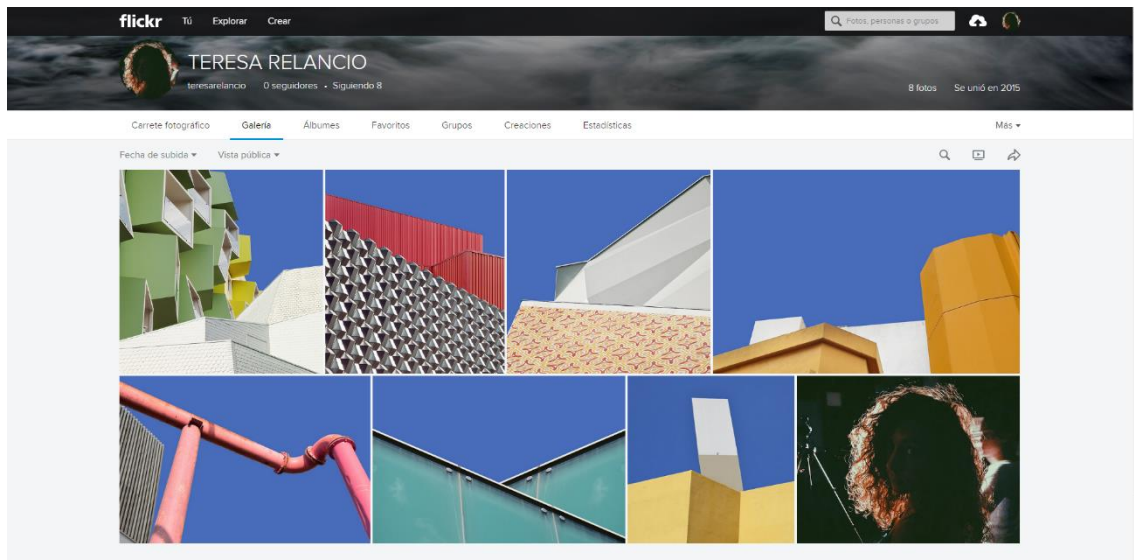 flickr Tú Explorar Crear Fotos, personas o grupos
TERESA RELANCIO
teresarelancio 0 seguidores • Siguiendo 8 8 fotos Se unió en 2015
Carrete fotográfico Galería Álbumes Favoritos Grupos Creaciones Estadísticas Más
Fecha de subida Vista pública